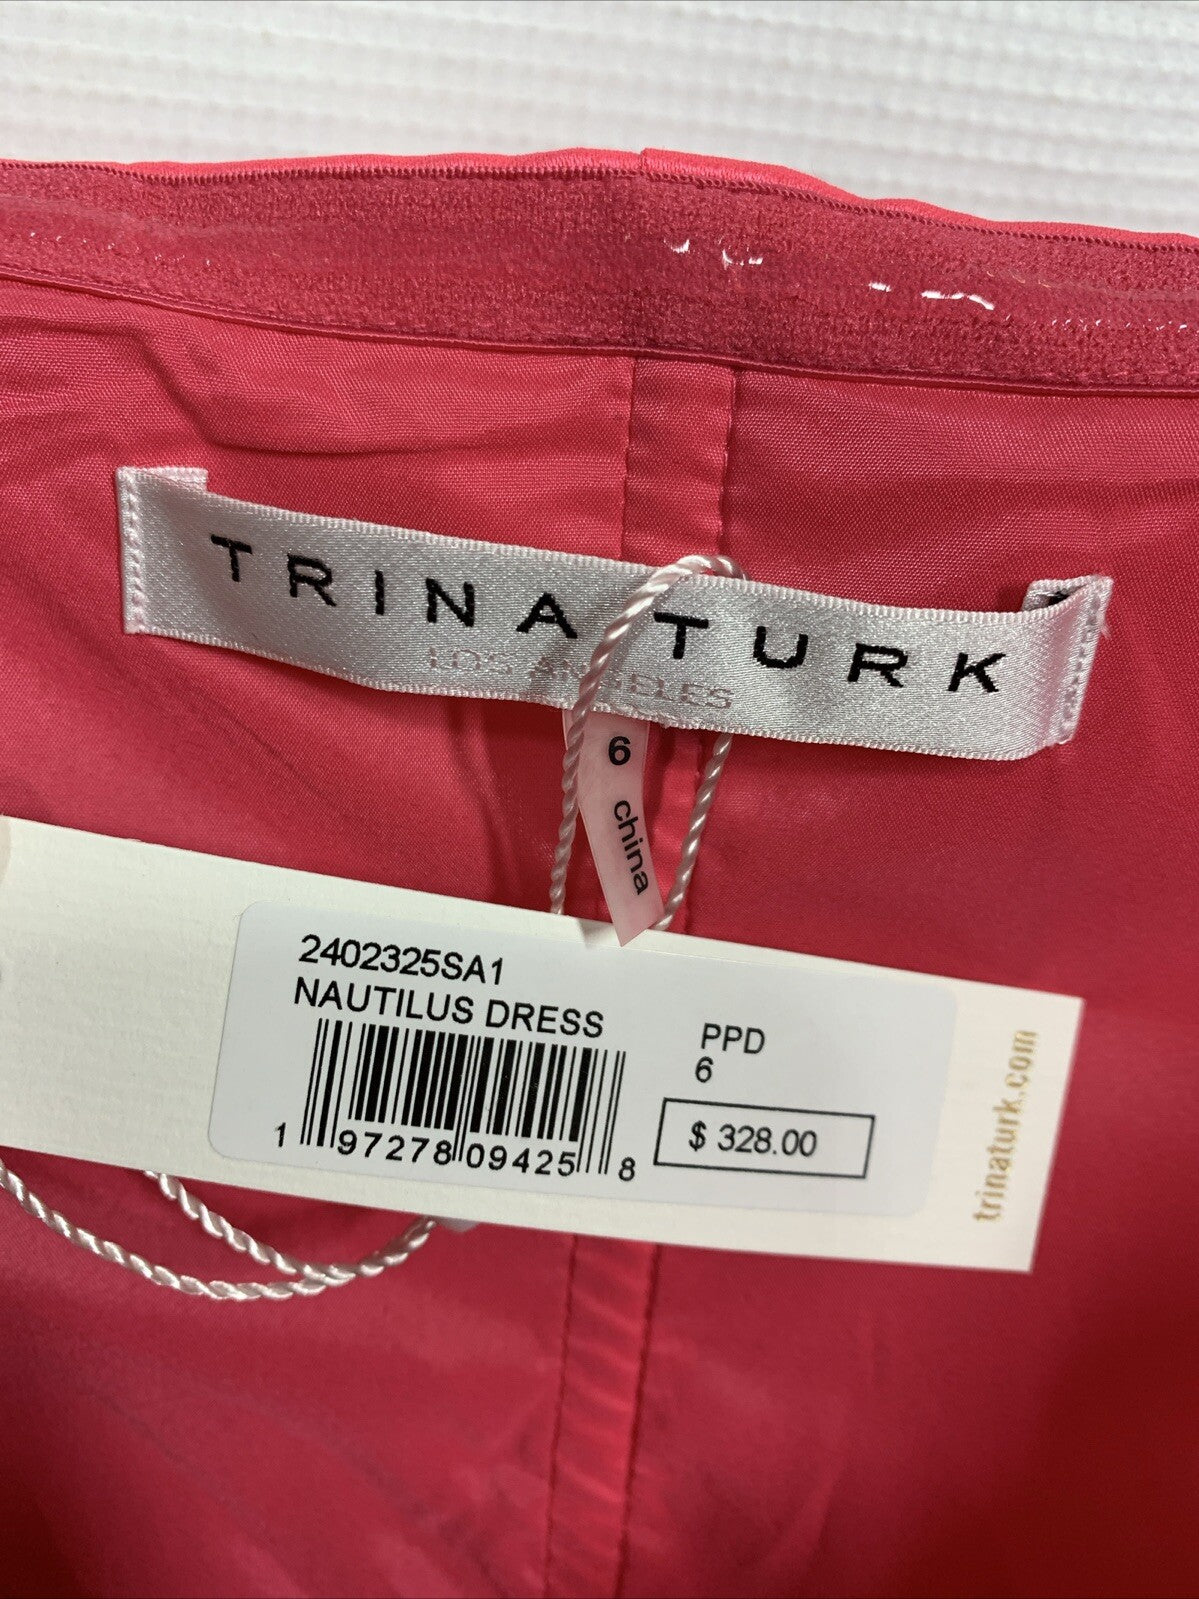 TRINA TURK
LOS ANGELES
6
china
2402325SA1
NAUTILUS DRESS
PPD
6
$ 328.00
1 97278 09425 8
trinaturk.com